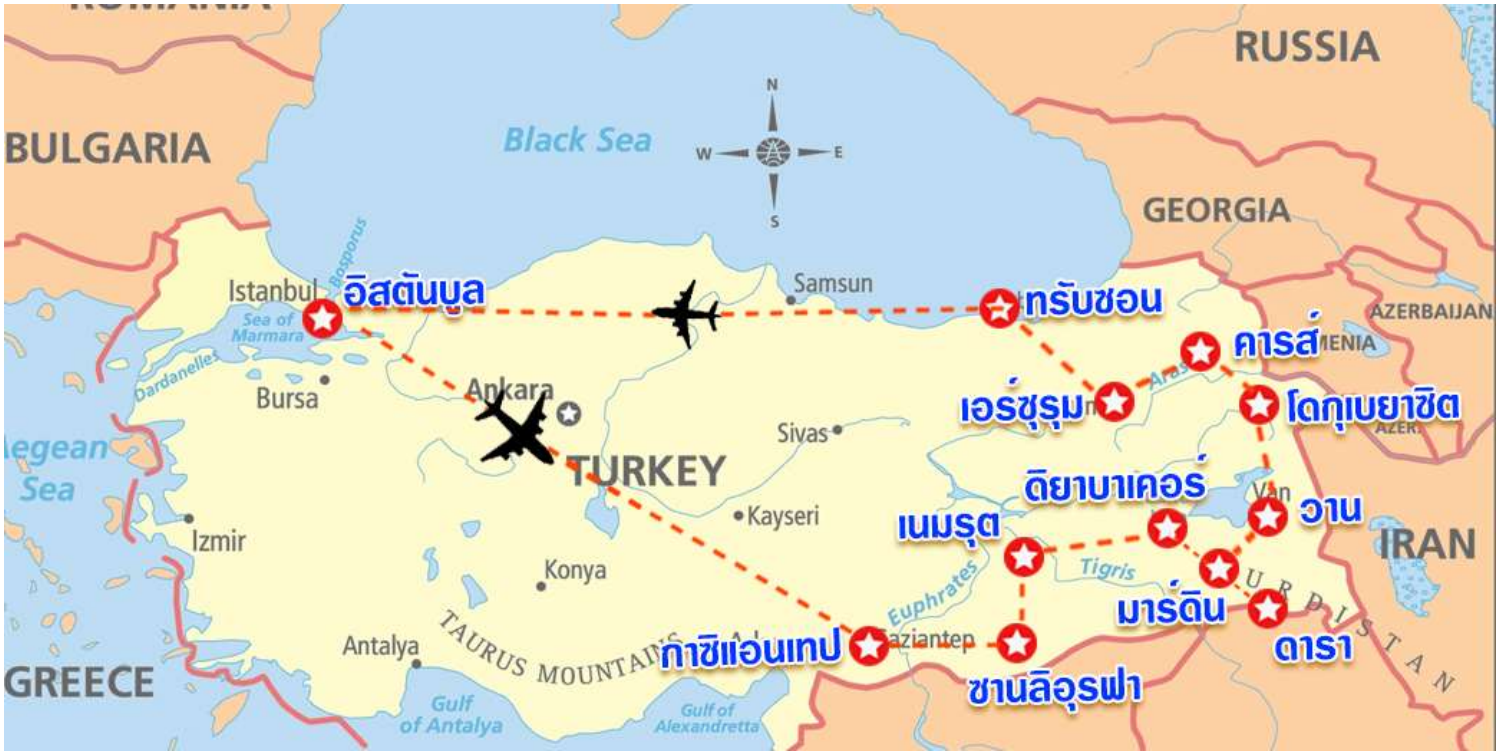 ROMANIA
RUSSIA
BULGARIA
Black Sea
N
W
E
S
GEORGIA
Bosporus
Istanbul
อิสตันบูล
Samsun
ทรับซอน
AZERBAIJAN
Sea of
Marmara
คารส์
MENIA
Dardanelles
Aras
Bursa
Ankara
เอร์ซุรุม
โดกุเบยาซิต
Sivas
AZER.
Aegean
Sea
TURKEY
ดิยาบาเคอร์
Van
วาน
Kayseri
เนมรุต
Izmir
IRAN
Konya
Euphrates
Tigris
URDISTAN
มาร์ดิน
TAURUS MOUNTAINS
Antalya
กาซิแอนเทป
Gaziantep
ดารา
GREECE
ซานลิอุรฟา
Gulf
of Antalya
Gulf of
Alexandretta